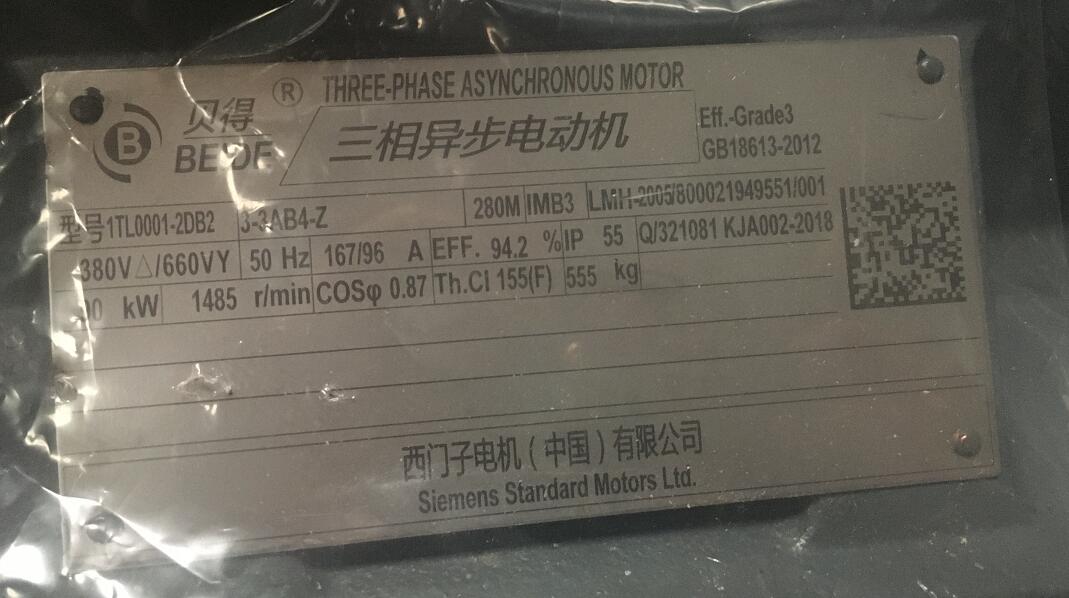 THREE-PHASE ASYNCHRONOUS MOTOR
B 贝得 ®
BEIDE
三相异步电动机
Eff.-Grade3
GB18613-2012
型号1TL0001-2DB2 3-3AB4-Z 280M IMB3 LMH-2005/800021949551/001
380V△/660VY 50 Hz 167/96 A EFF. 94.2 % IP 55 Q/321081 KJA002-2018
kW 1485 r/min COSφ 0.87 Th.Cl 155(F) 555 kg
西门子电机（中国）有限公司
Siemens Standard Motors Ltd.